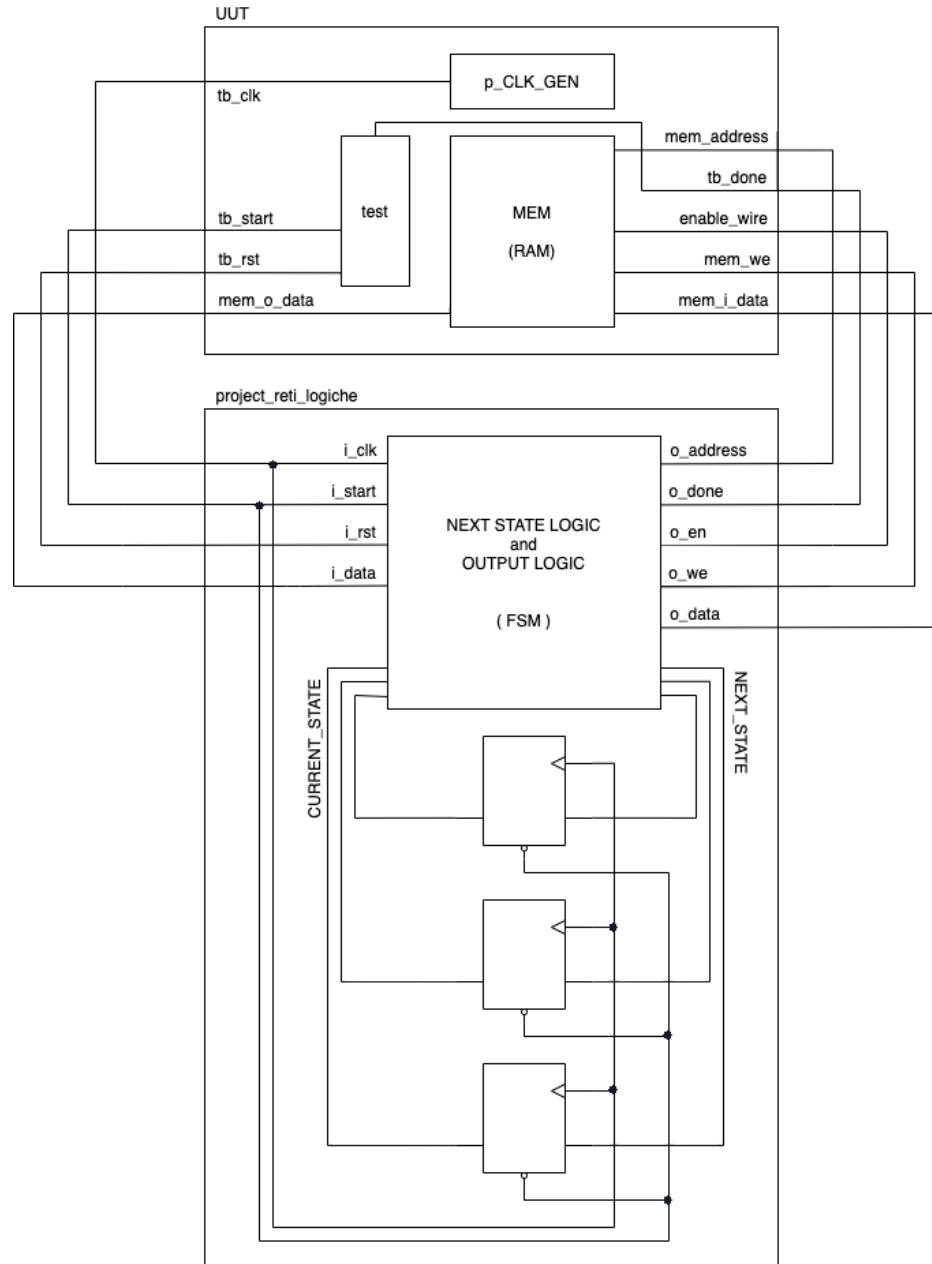 UUT
p_CLK_GEN
tb_clk
mem_address
tb_done
test
MEM
(RAM)
tb_start
enable_wire
tb_rst
mem_we
mem_o_data
mem_i_data
project_reti_logiche
i_clk
o_address
i_start
o_done
NEXT STATE LOGIC
and
OUTPUT LOGIC
i_rst
o_en
i_data
o_we
( FSM )
o_data
CURRENT_STATE
NEXT_STATE